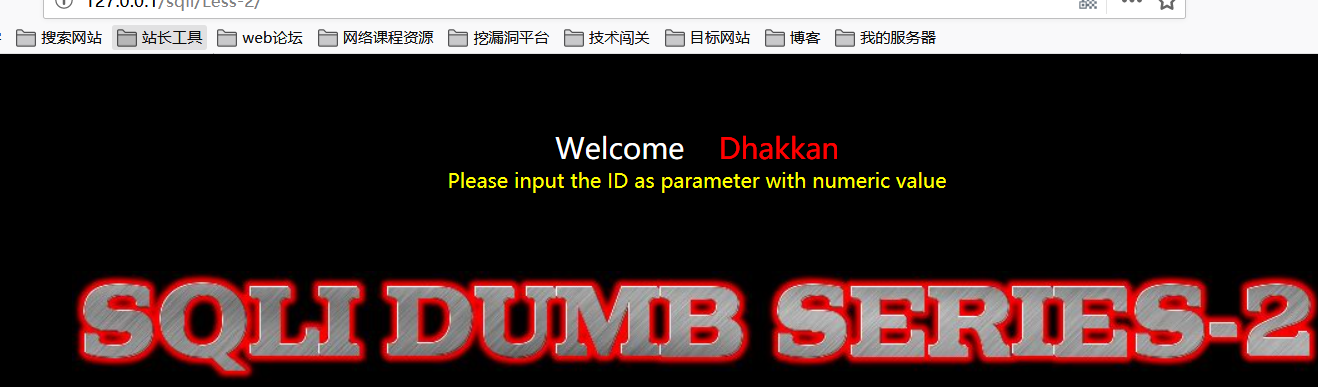 127.0.0.1/sqli/Less-2/
搜索网站 站长工具 web论坛 网络课程资源 挖漏洞平台 技术闯关 目标网站 博客 我的服务器
Welcome Dhakkan
Please input the ID as parameter with numeric value
SQLI DUMB SERIES-2